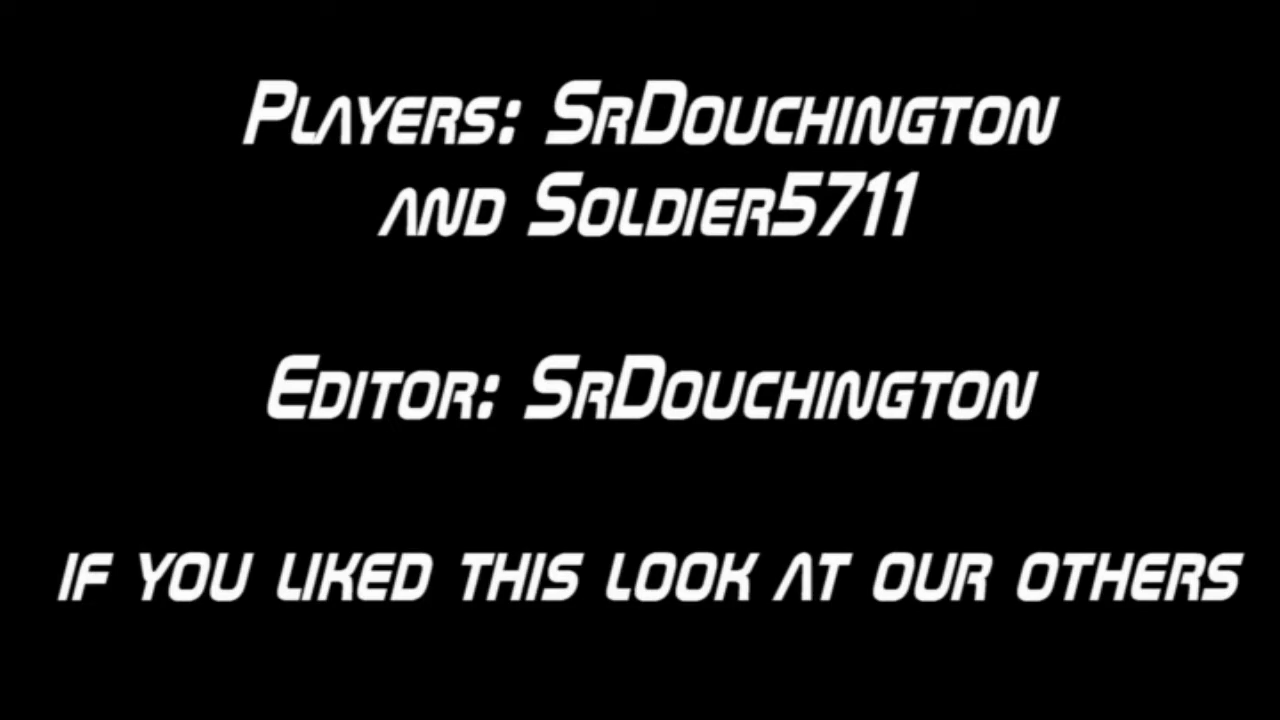 Players: SrDouchington
and Soldier5711
Editor: SrDouchington
if you liked this look at our others